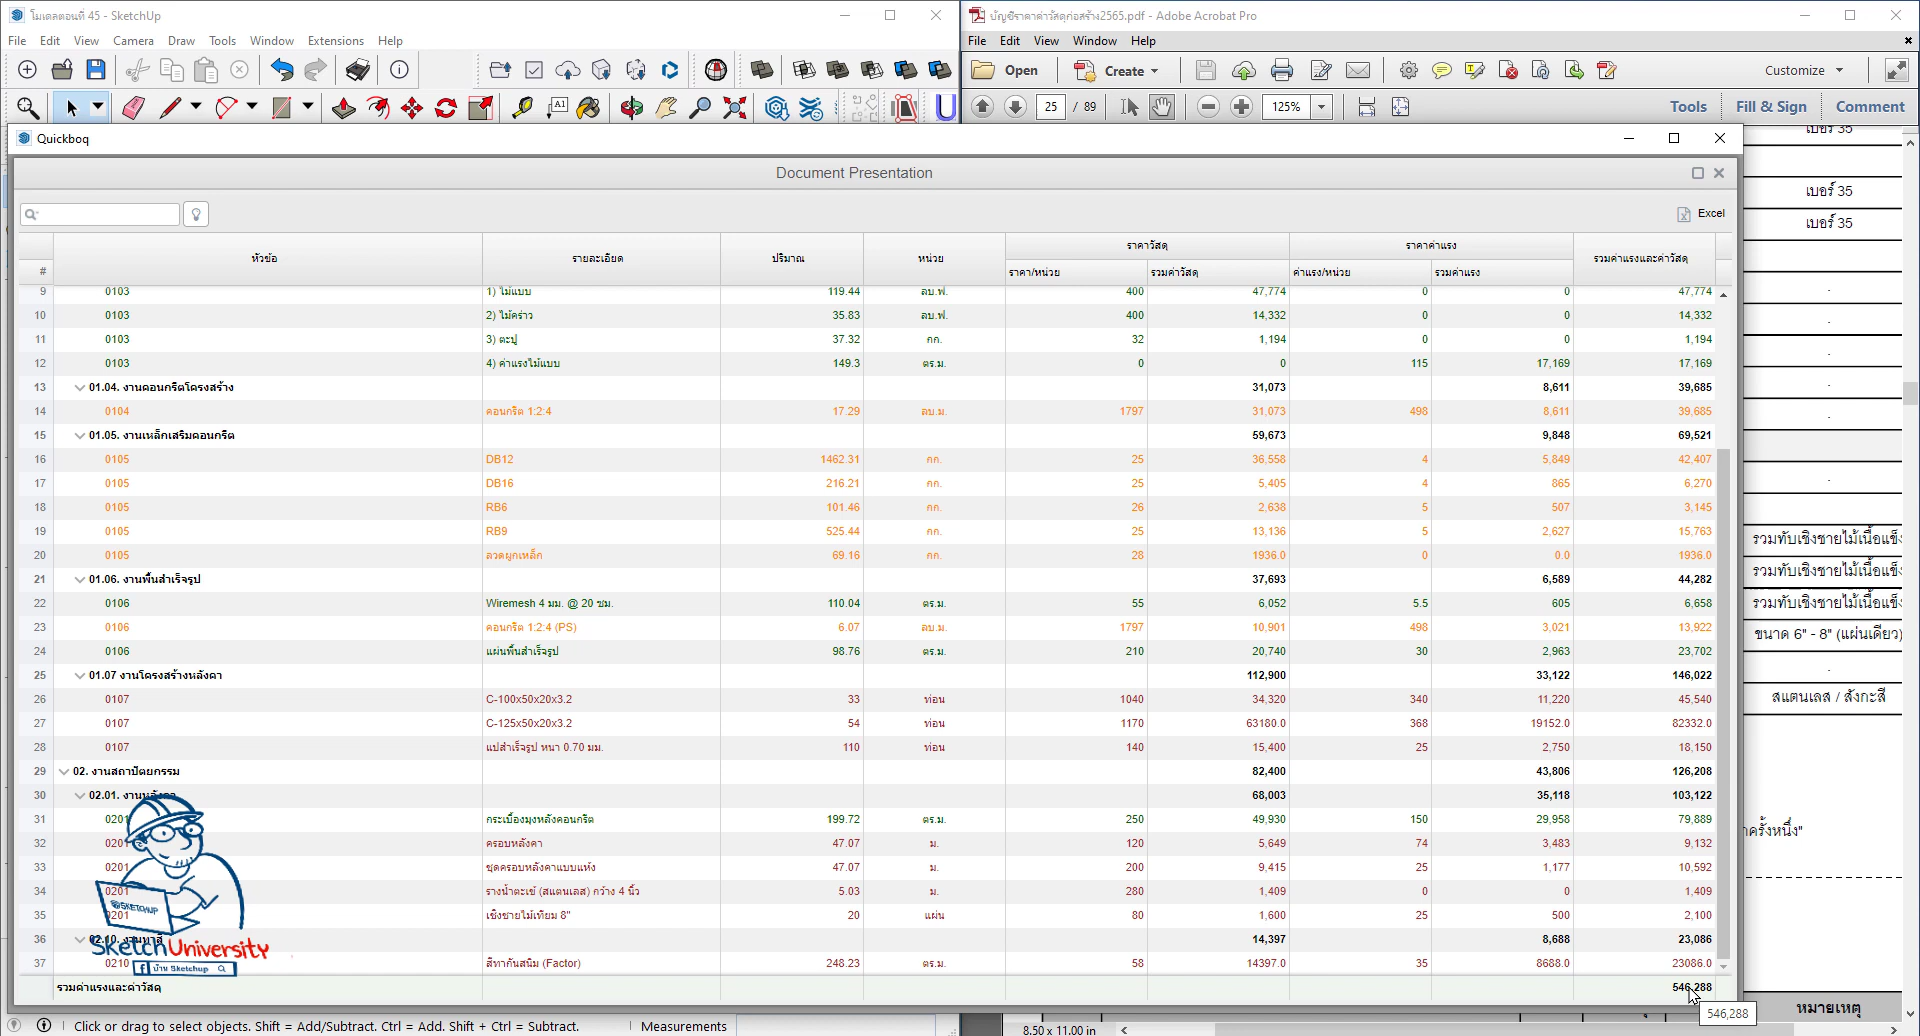 โมเดลตอนที่ 45 - SketchUp
File Edit View Camera Draw Tools Window Extensions Help
บัญชีราคาค่าวัสดุก่อสร้าง2565.pdf - Adobe Acrobat Pro
File Edit View Window Help
Open Create Customize
25 / 89 125% Tools Fill & Sign Comment
Quickboq
Document Presentation
Excel
# หัวข้อ รายละเอียด ปริมาณ หน่วย ราคาวัสดุ ราคาค่าแรง รวมค่าแรงและค่าวัสดุ
ราคา/หน่วย รวมค่าวัสดุ ค่าแรง/หน่วย รวมค่าแรง
9 0103 1) ไม้แบบ 119.44 ลบ.ฟ. 400 47,774 0 0 47,774
10 0103 2) ไม้คร่าว 35.83 ลบ.ฟ. 400 14,332 0 0 14,332
11 0103 3) ตะปู 37.32 กก. 32 1,194 0 0 1,194
12 0103 4) ค่าแรงไม้แบบ 149.3 ตร.ม. 0 0 115 17,169 17,169
13 01.04. งานคอนกรีตโครงสร้าง 31,073 8,611 39,685
14 0104 คอนกรีต 1:2:4 17.29 ลบ.ม. 1797 31,073 498 8,611 39,685
15 01.05. งานเหล็กเสริมคอนกรีต 59,673 9,848 69,521
16 0105 DB12 1462.31 กก. 25 36,558 4 5,849 42,407
17 0105 DB16 216.21 กก. 25 5,405 4 865 6,270
18 0105 RB6 101.46 กก. 26 2,638 5 507 3,145
19 0105 RB9 525.44 กก. 25 13,136 5 2,627 15,763
20 0105 ลวดผูกเหล็ก 69.16 กก. 28 1936.0 0 0.0 1936.0
21 01.06. งานพื้นสำเร็จรูป 37,693 6,589 44,282
22 0106 Wiremesh 4 มม. @ 20 ซม. 110.04 ตร.ม. 55 6,052 5.5 605 6,658
23 0106 คอนกรีต 1:2:4 (PS) 6.07 ลบ.ม. 1797 10,901 498 3,021 13,922
24 0106 แผ่นพื้นสำเร็จรูป 98.76 ตร.ม. 210 20,740 30 2,963 23,702
25 01.07 งานโครงสร้างหลังคา 112,900 33,122 146,022
26 0107 C-100x50x20x3.2 33 ท่อน 1040 34,320 340 11,220 45,540
27 0107 C-125x50x20x3.2 54 ท่อน 1170 63180.0 368 19152.0 82332.0
28 0107 แปสำเร็จรูป หนา 0.70 มม. 110 ท่อน 140 15,400 25 2,750 18,150
29 02. งานสถาปัตยกรรม 82,400 43,806 126,208
30 02.01. งานหลังคา 68,003 35,118 103,122
31 0201 กระเบื้องมุงหลังคอนกรีต 199.72 ตร.ม. 250 49,930 150 29,958 79,889
32 0201 ครอบหลังคา 47.07 ม. 120 5,649 74 3,483 9,132
33 0201 ชุดครอบหลังคาแบบแห้ง 47.07 ม. 200 9,415 25 1,177 10,592
34 0201 รางน้ำตะเข้ (สแตนเลส) กว้าง 4 นิ้ว 5.03 ม. 280 1,409 0 0 1,409
35 0201 เชิงชายไม้เทียม 8" 20 แผ่น 80 1,600 25 500 2,100
36 02.10. งานทาสี 14,397 8,688 23,086
37 0210 สีทากันสนิม (Factor) 248.23 ตร.ม. 58 14397.0 35 8688.0 23086.0
รวมค่าแรงและค่าวัสดุ 546,288
546,288
SKETCHUP
SketchUniversity
บ้าน Sketchup
เบอร์ 35
เบอร์ 35
เบอร์ 35
รวมทับเชิงชายไม้เนื้อแข็ง
รวมทับเชิงชายไม้เนื้อแข็ง
รวมทับเชิงชายไม้เนื้อแข็ง
ขนาด 6" - 8" (แผ่นเดียว)
สแตนเลส / สังกะสี
าครั้งหนึ่ง"
หมายเหตุ
Click or drag to select objects. Shift = Add/Subtract. Ctrl = Add. Shift + Ctrl = Subtract. Measurements
8.50 x 11.00 in